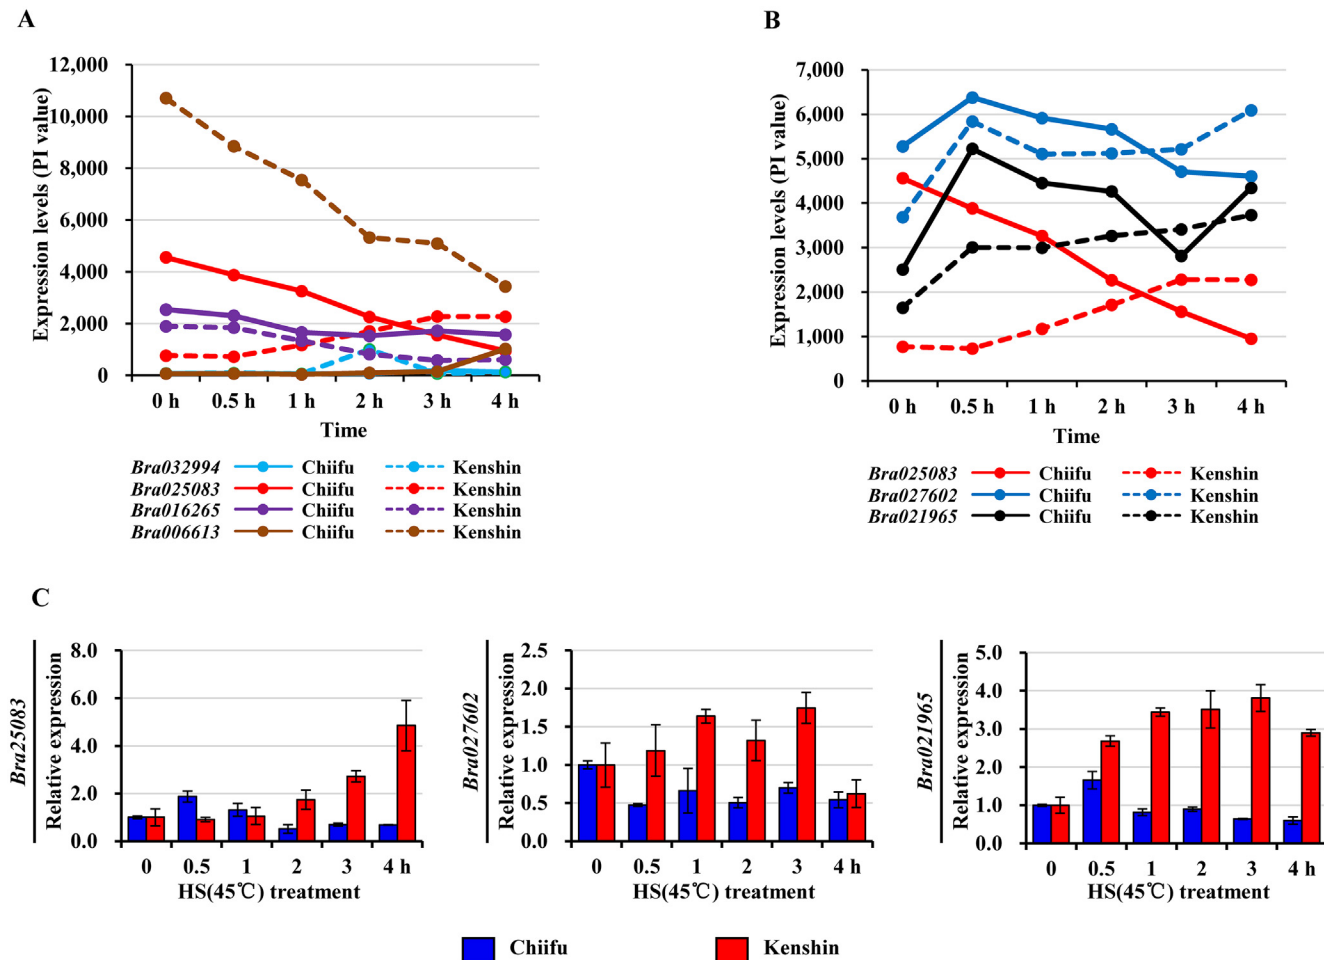 A
Expression levels (PI value)
12,000
10,000
8,000
6,000
4,000
2,000
0
0 h 0.5 h 1 h 2 h 3 h 4 h
Time
Bra032994 Chiifu Kenshin
Bra025083 Chiifu Kenshin
Bra016265 Chiifu Kenshin
Bra006613 Chiifu Kenshin
B
Expression levels (PI value)
7,000
6,000
5,000
4,000
3,000
2,000
1,000
0
0 h 0.5 h 1 h 2 h 3 h 4 h
Time
Bra025083 Chiifu Kenshin
Bra027602 Chiifu Kenshin
Bra021965 Chiifu Kenshin
C
Bra25083
Relative expression
8.0
6.0
4.0
2.0
0.0
0 0.5 1 2 3 4 h
HS(45℃) treatment
Bra027602
Relative expression
2.5
2.0
1.5
1.0
0.5
0.0
0 0.5 1 2 3 4 h
HS(45℃) treatment
Bra021965
Relative expression
5.0
4.0
3.0
2.0
1.0
0.0
0 0.5 1 2 3 4 h
HS(45℃) treatment
Chiifu Kenshin